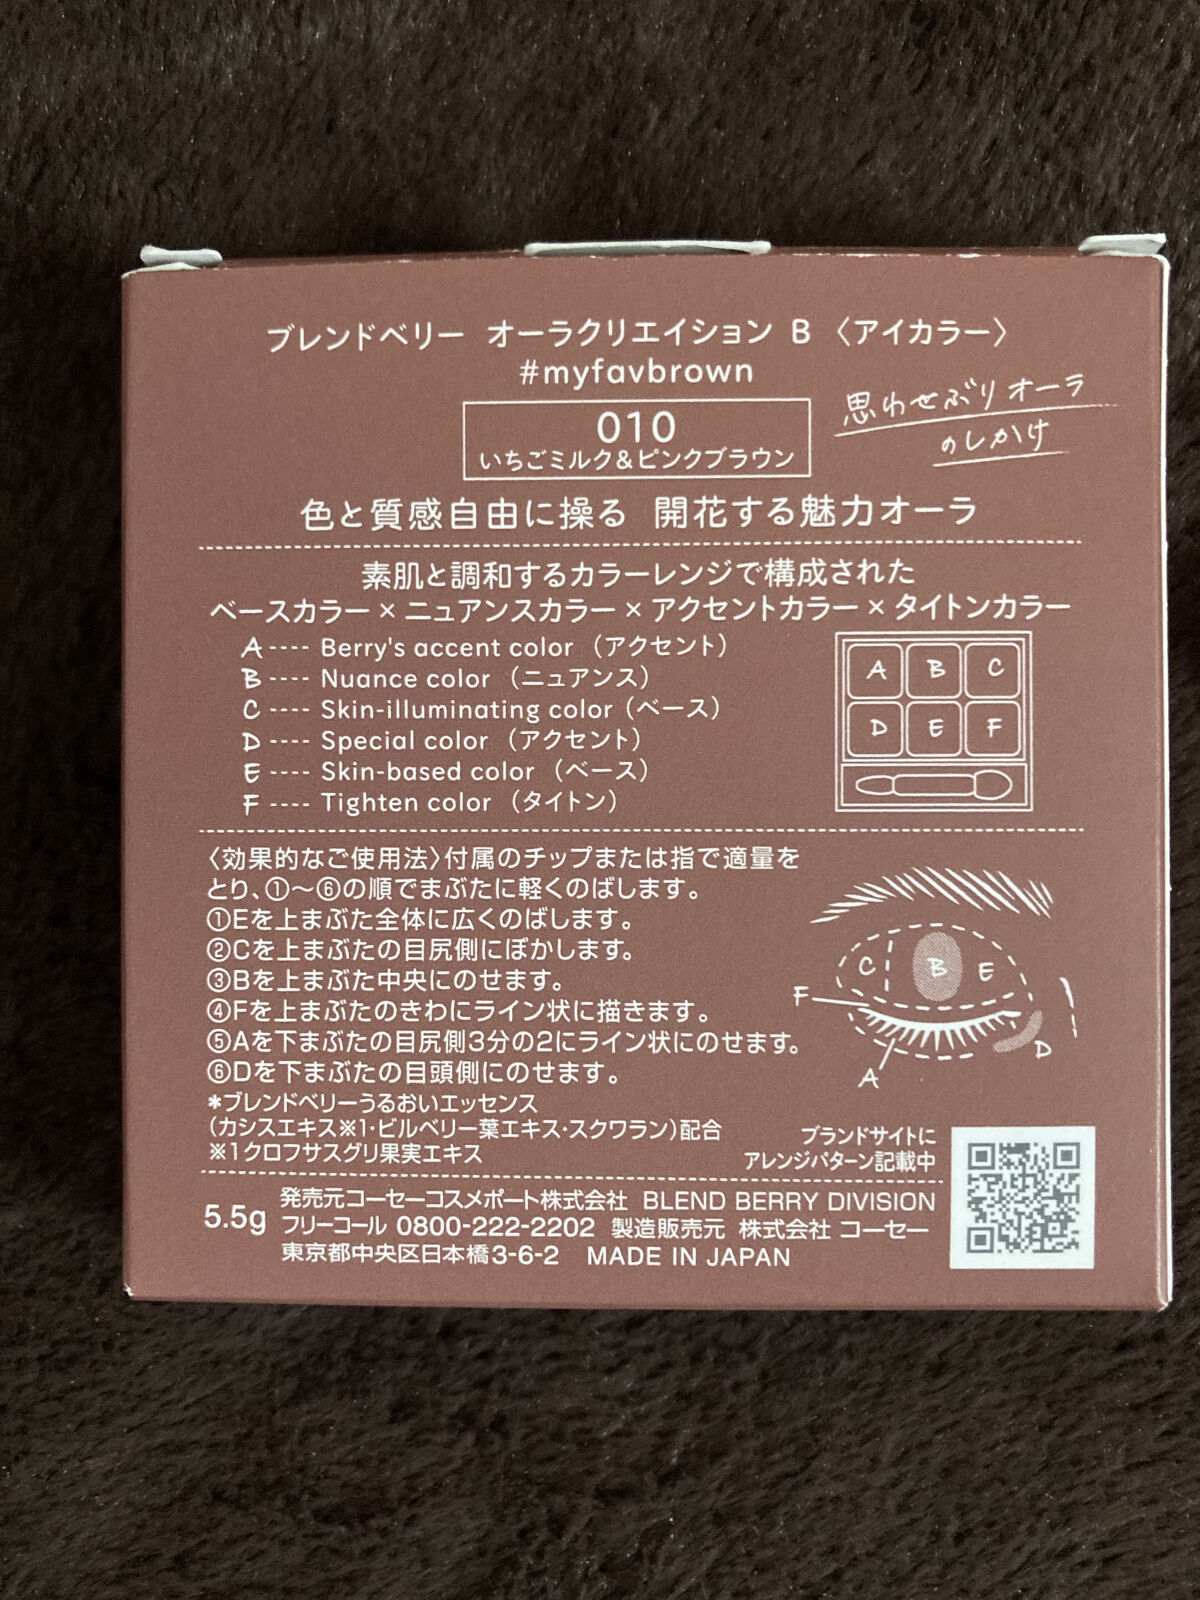 ブレンドベリー オーラクリエイション B 〈アイカラー〉
#myfavbrown
010
いちごミルク&ピンクブラウン
思わせぶりオーラ
のしかけ
色と質感自由に操る 開花する魅力オーラ
素肌と調和するカラーレンジで構成された
ベースカラー×ニュアンスカラー×アクセントカラー×タイトンカラー
A ---- Berry's accent color (アクセント)
B ---- Nuance color (ニュアンス)
C ---- Skin-illuminating color (ベース)
D ---- Special color (アクセント)
E ---- Skin-based color (ベース)
F ---- Tighten color (タイトン)
A B C
D E F
〈効果的なご使用法〉付属のチップまたは指で適量を
とり、①〜⑥の順でまぶたに軽くのばします。
①Eを上まぶた全体に広くのばします。
②Cを上まぶたの目尻側にぼかします。
③Bを上まぶた中央にのせます。
④Fを上まぶたのきわにライン状に描きます。
⑤Aを下まぶたの目尻側3分の2にライン状にのせます。
⑥Dを下まぶたの目頭側にのせます。
C B E
F
D
A
*ブレンドベリーうるおいエッセンス
(カシスエキス※1・ビルベリー葉エキス・スクワラン)配合
※1クロフサスグリ果実エキス
ブランドサイトに
アレンジパターン記載中
5.5g
発売元コーセーコスメポート株式会社 BLEND BERRY DIVISION
フリーコール 0800-222-2202 製造販売元 株式会社 コーセー
東京都中央区日本橋3-6-2 MADE IN JAPAN